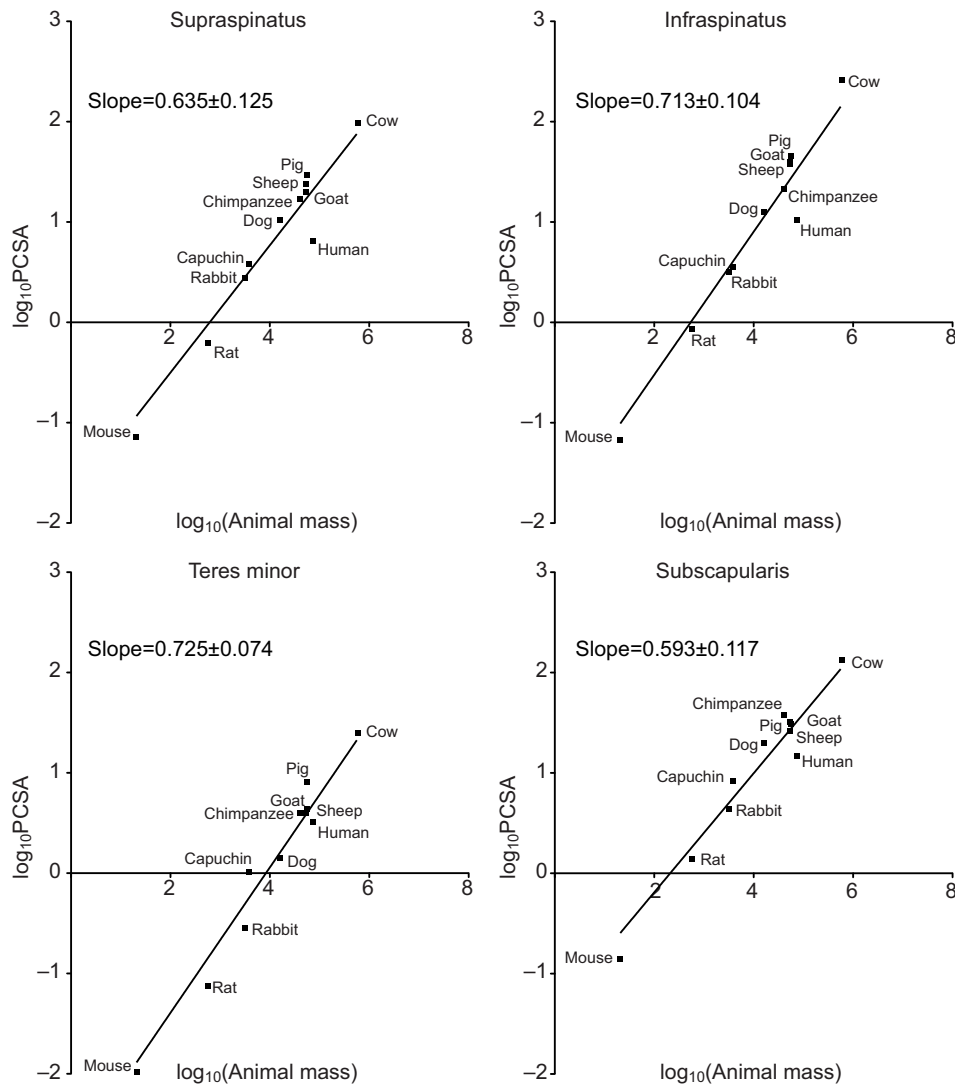 Supraspinatus
3
Slope=0.635±0.125
2
Cow
Pig
Sheep
Chimpanzee
Goat
1
Dog
Human
Capuchin
Rabbit
log₁₀PCSA
0
2
4
6
8
Rat
–1
Mouse
–2
log₁₀(Animal mass)
Infraspinatus
3
Cow
Slope=0.713±0.104
2
Pig
Goat
Sheep
Chimpanzee
1
Dog
Human
Capuchin
Rabbit
log₁₀PCSA
0
2
4
6
8
Rat
–1
Mouse
–2
log₁₀(Animal mass)
Teres minor
3
Slope=0.725±0.074
2
Cow
Pig
1
Goat
Chimpanzee
Sheep
Human
Capuchin
Dog
log₁₀PCSA
0
2
4
6
8
Rabbit
–1
Rat
Mouse
–2
log₁₀(Animal mass)
Subscapularis
3
Slope=0.593±0.117
2
Cow
Chimpanzee
Goat
Pig
Sheep
Dog
Human
1
Capuchin
Rabbit
Rat
log₁₀PCSA
0
2
4
6
8
Mouse
–1
–2
log₁₀(Animal mass)